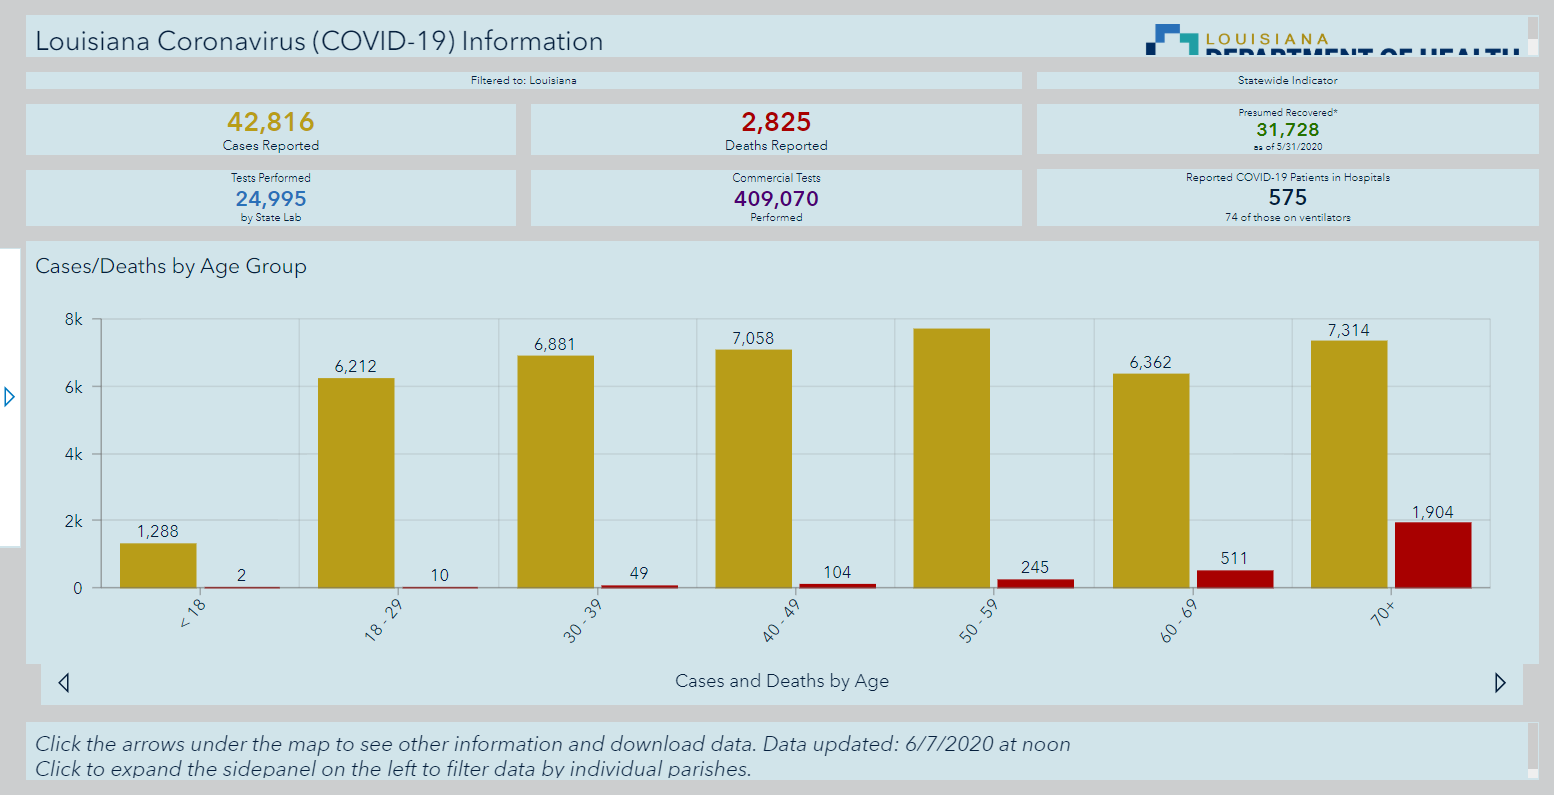 Louisiana Coronavirus (COVID-19) Information
LOUISIANA
DEPARTMENT OF HEALTH
Filtered to: Louisiana
Statewide Indicator
42,816
Cases Reported
2,825
Deaths Reported
Presumed Recovered*
31,728
as of 5/31/2020
Tests Performed
24,995
by State Lab
Commercial Tests
409,070
Performed
Reported COVID-19 Patients in Hospitals
575
74 of those on ventilators
Cases/Deaths by Age Group
8k
6k
4k
2k
0
1,288
2
6,212
10
6,881
49
7,058
104
245
6,362
511
7,314
1,904
< 18
18 - 29
30 - 39
40 - 49
50 - 59
60 - 69
70+
Cases and Deaths by Age
Click the arrows under the map to see other information and download data. Data updated: 6/7/2020 at noon
Click to expand the sidepanel on the left to filter data by individual parishes.